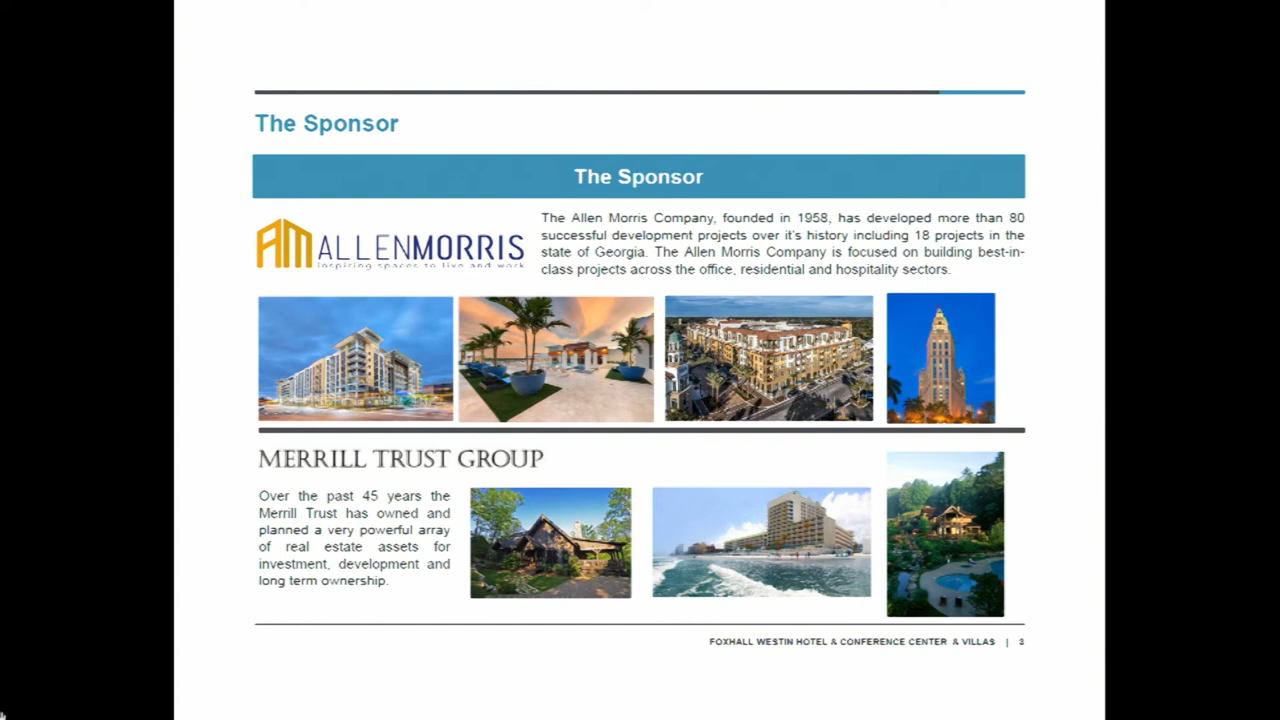 The Sponsor
The Sponsor
AM ALLENMORRIS
inspiring spaces to live and work
The Allen Morris Company, founded in 1958, has developed more than 80
successful development projects over it's history including 18 projects in the
state of Georgia. The Allen Morris Company is focused on building best-in-
class projects across the office, residential and hospitality sectors.
MERRILL TRUST GROUP
Over the past 45 years the
Merrill Trust has owned and
planned a very powerful array
of real estate assets for
investment, development and
long term ownership.
FOXHALL WESTIN HOTEL & CONFERENCE CENTER & VILLAS | 3